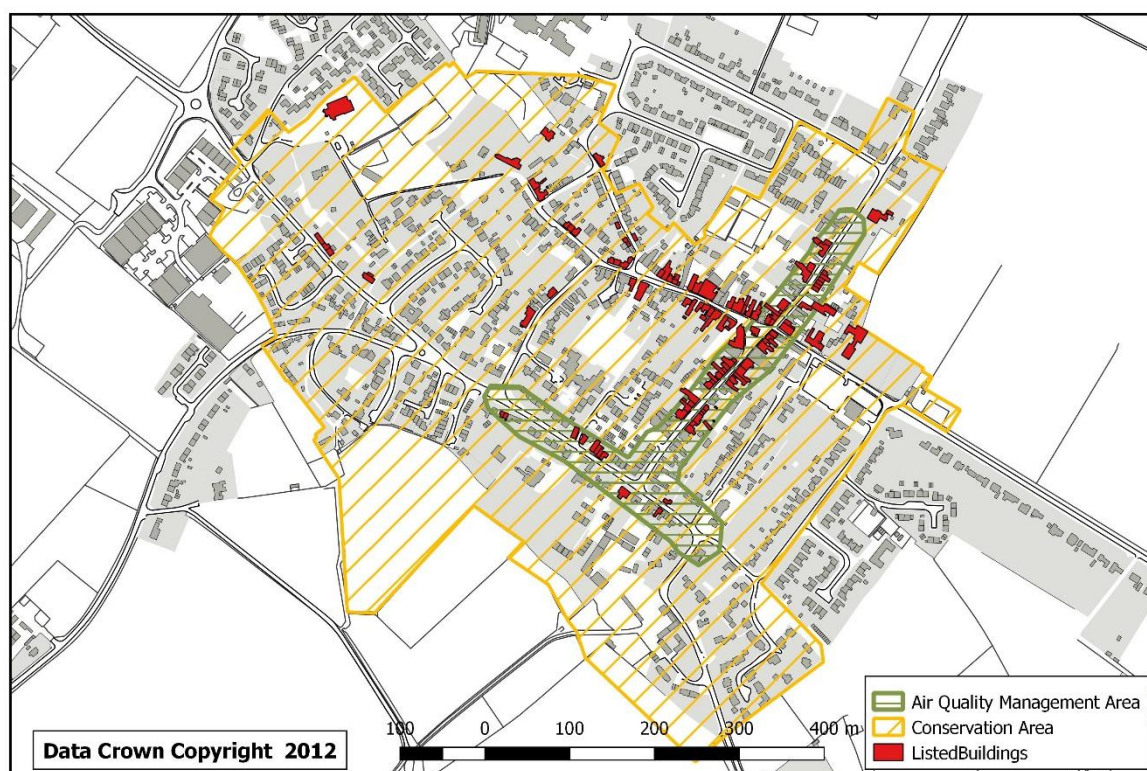 100 0 100 200 300 400 m
Data Crown Copyright 2012
Air Quality Management Area
Conservation Area
ListedBuildings